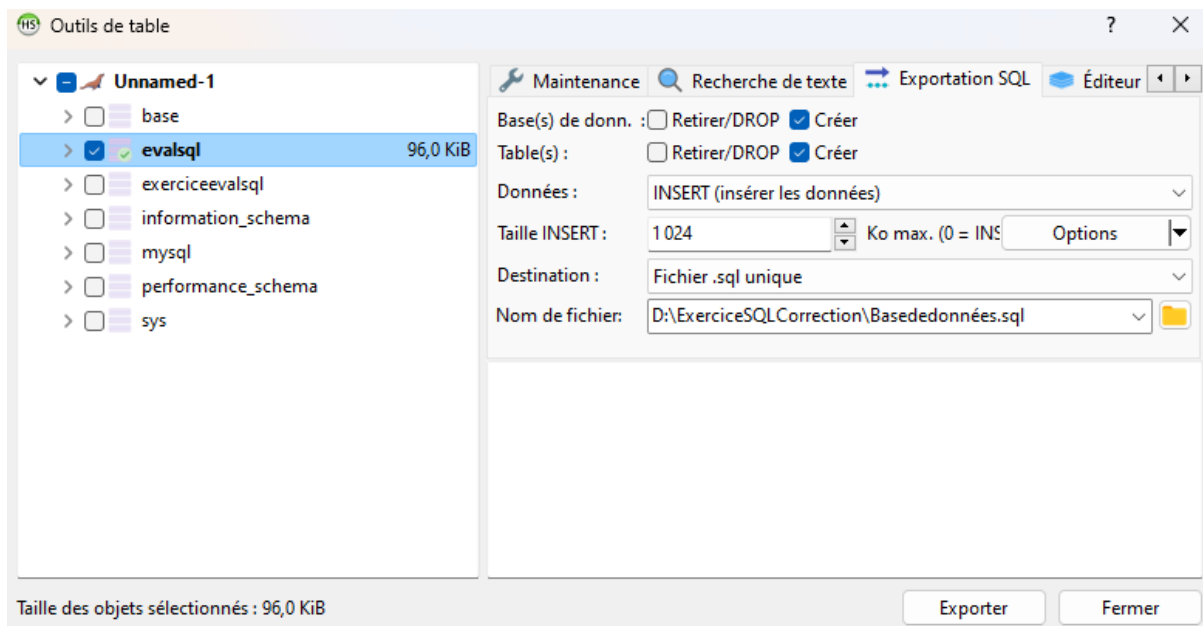 HS Outils de table ?
Unnamed-1
base
evalsql 96,0 KiB
exerciceevalsql
information_schema
mysql
performance_schema
sys
Maintenance Recherche de texte Exportation SQL Éditeur
Base(s) de donn. : Retirer/DROP Créer
Table(s) : Retirer/DROP Créer
Données : INSERT (insérer les données)
Taille INSERT : 1 024 Ko max. (0 = INS Options
Destination : Fichier .sql unique
Nom de fichier: D:\ExerciceSQLCorrection\Basededonnées.sql
Taille des objets sélectionnés : 96,0 KiB Exporter Fermer